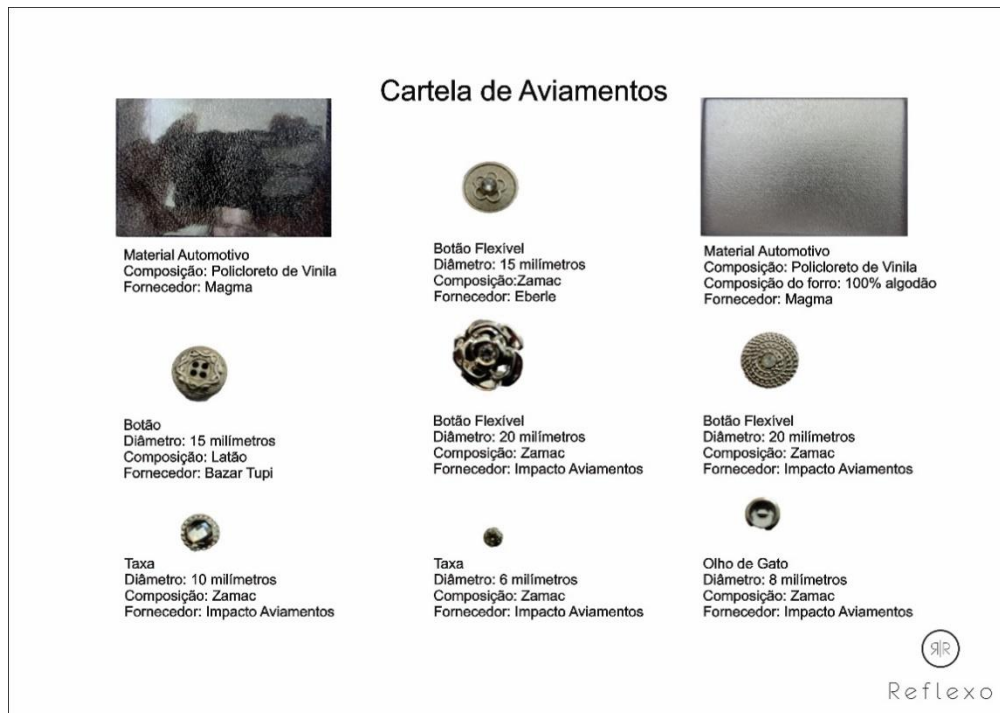 Cartela de Aviamentos
Material Automotivo
Composição: Policloreto de Vinila
Fornecedor: Magma
Botão Flexível
Diâmetro: 15 milímetros
Composição:Zamac
Fornecedor: Eberle
Material Automotivo
Composição: Policloreto de Vinila
Composição do forro: 100% algodão
Fornecedor: Magma
Botão
Diâmetro: 15 milímetros
Composição: Latão
Fornecedor: Bazar Tupi
Botão Flexível
Diâmetro: 20 milímetros
Composição: Zamac
Fornecedor: Impacto Aviamentos
Botão Flexível
Diâmetro: 20 milímetros
Composição: Zamac
Fornecedor: Impacto Aviamentos
Taxa
Diâmetro: 10 milímetros
Composição: Zamac
Fornecedor: Impacto Aviamentos
Taxa
Diâmetro: 6 milímetros
Composição: Zamac
Fornecedor: Impacto Aviamentos
Olho de Gato
Diâmetro: 8 milímetros
Composição: Zamac
Fornecedor: Impacto Aviamentos
Я|R
Reflexo